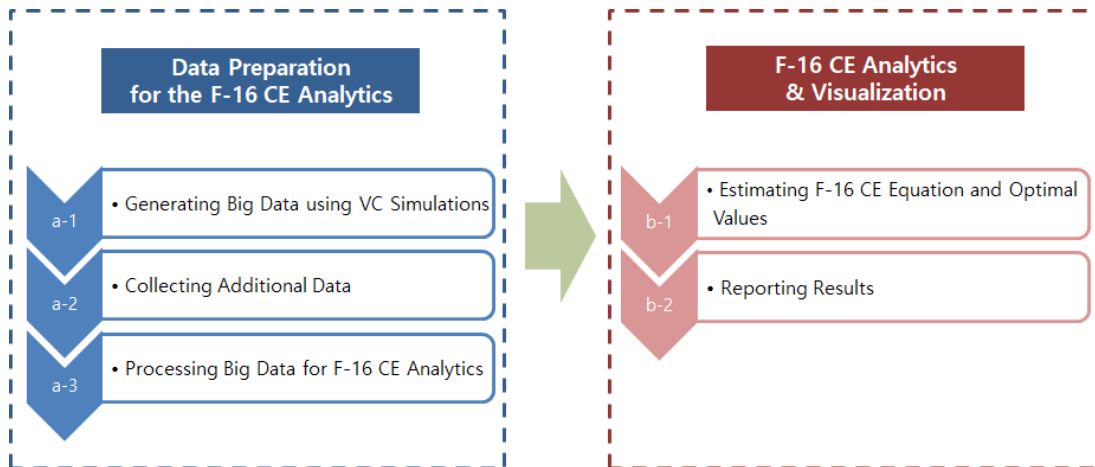 Data Preparation
for the F-16 CE Analytics
a-1
• Generating Big Data using VC Simulations
a-2
• Collecting Additional Data
a-3
• Processing Big Data for F-16 CE Analytics
F-16 CE Analytics
& Visualization
b-1
• Estimating F-16 CE Equation and Optimal
Values
b-2
• Reporting Results